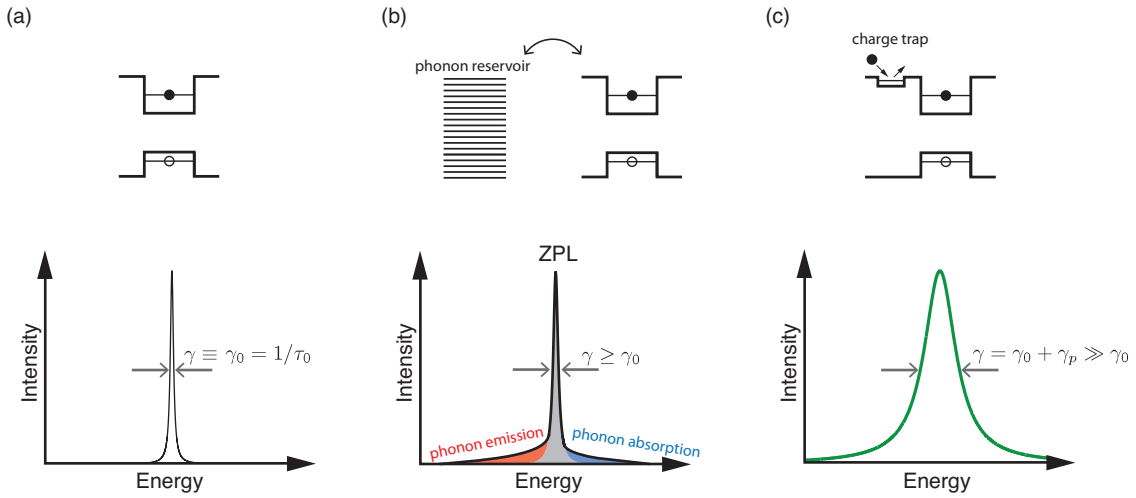 (a)
(b)
(c)
phonon reservoir
charge trap
Intensity
γ ≡ γ₀ = 1/τ₀
Energy
ZPL
Intensity
γ ≥ γ₀
phonon emission
phonon absorption
Energy
Intensity
γ = γ₀ + γₚ ≫ γ₀
Energy